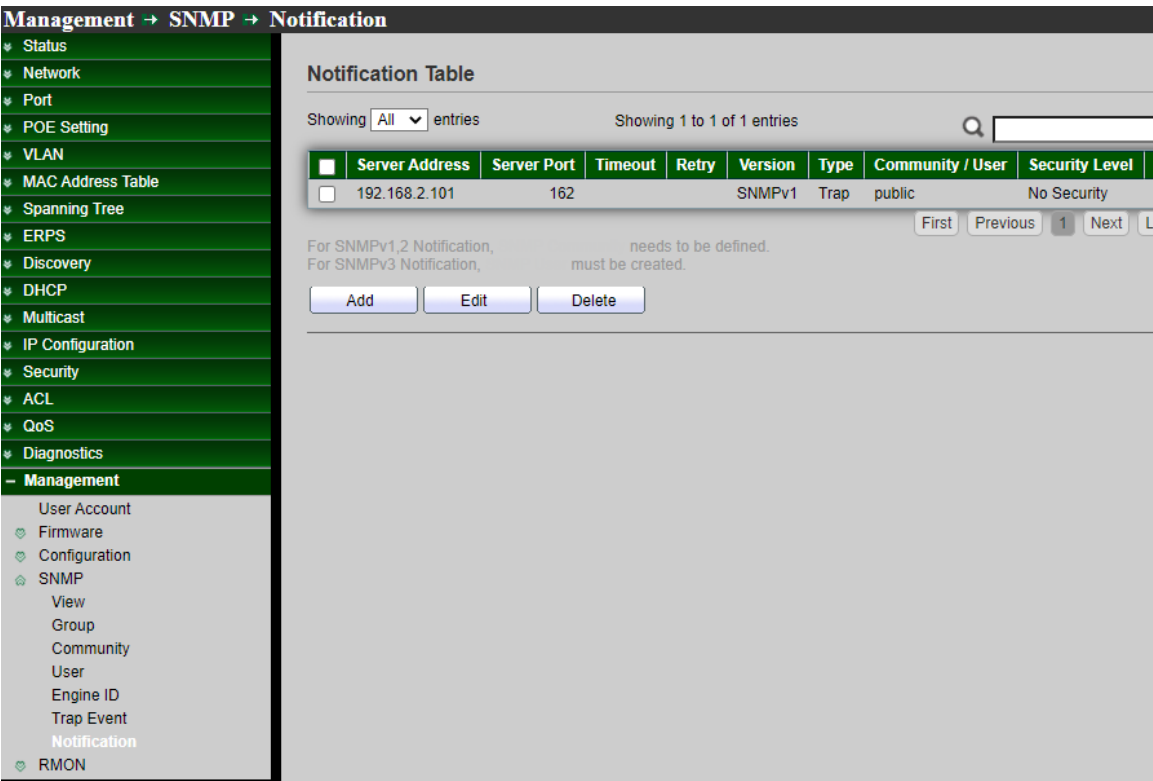 Management SNMP Notification
Status
Network
Port
POE Setting
VLAN
MAC Address Table
Spanning Tree
ERPS
Discovery
DHCP
Multicast
IP Configuration
Security
ACL
QoS
Diagnostics
Management
User Account
Firmware
Configuration
SNMP
View
Group
Community
User
Engine ID
Trap Event
Notification
RMON
Notification Table
Showing All entries
Showing 1 to 1 of 1 entries
Server Address Server Port Timeout Retry Version Type Community / User Security Level
192.168.2.101 162 SNMPv1 Trap public No Security
First Previous 1 Next L
For SNMPv1,2 Notification, needs to be defined.
For SNMPv3 Notification, must be created.
Add Edit Delete